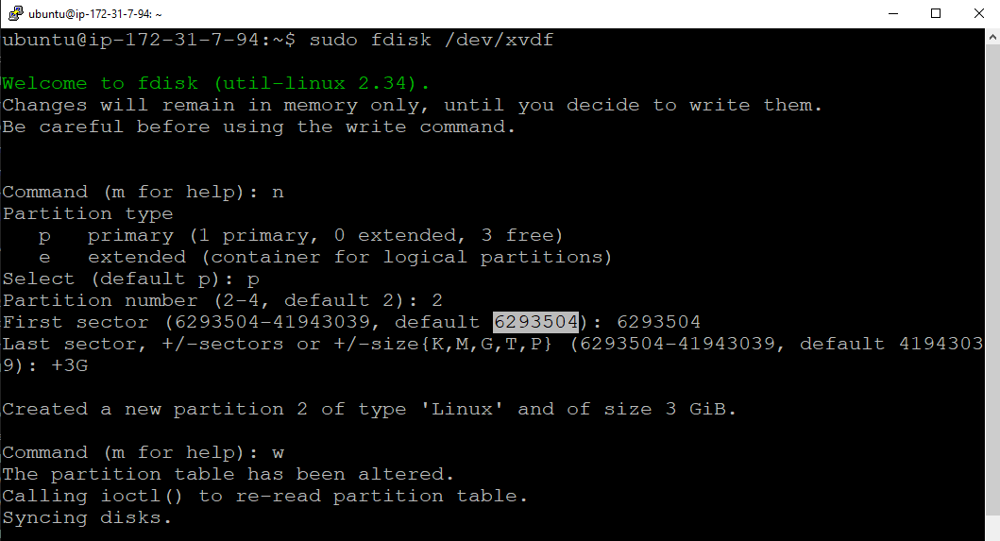 ubuntu@ip-172-31-7-94: ~
ubuntu@ip-172-31-7-94:~$ sudo fdisk /dev/xvdf
Welcome to fdisk (util-linux 2.34).
Changes will remain in memory only, until you decide to write them.
Be careful before using the write command.
Command (m for help): n
Partition type
   p   primary (1 primary, 0 extended, 3 free)
   e   extended (container for logical partitions)
Select (default p): p
Partition number (2-4, default 2): 2
First sector (6293504-41943039, default 6293504): 6293504
Last sector, +/-sectors or +/-size{K,M,G,T,P} (6293504-41943039, default 4194303
9): +3G
Created a new partition 2 of type 'Linux' and of size 3 GiB.
Command (m for help): w
The partition table has been altered.
Calling ioctl() to re-read partition table.
Syncing disks.